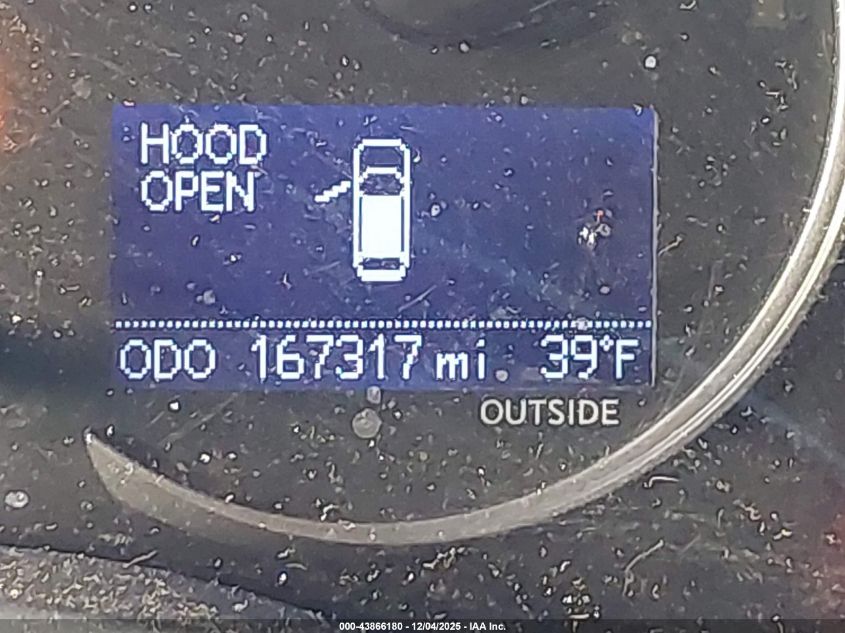 HOOD
OPEN
ODO 167317 mi 39°F
OUTSIDE
000-43866180 - 12/04/2025 - IAA Inc.